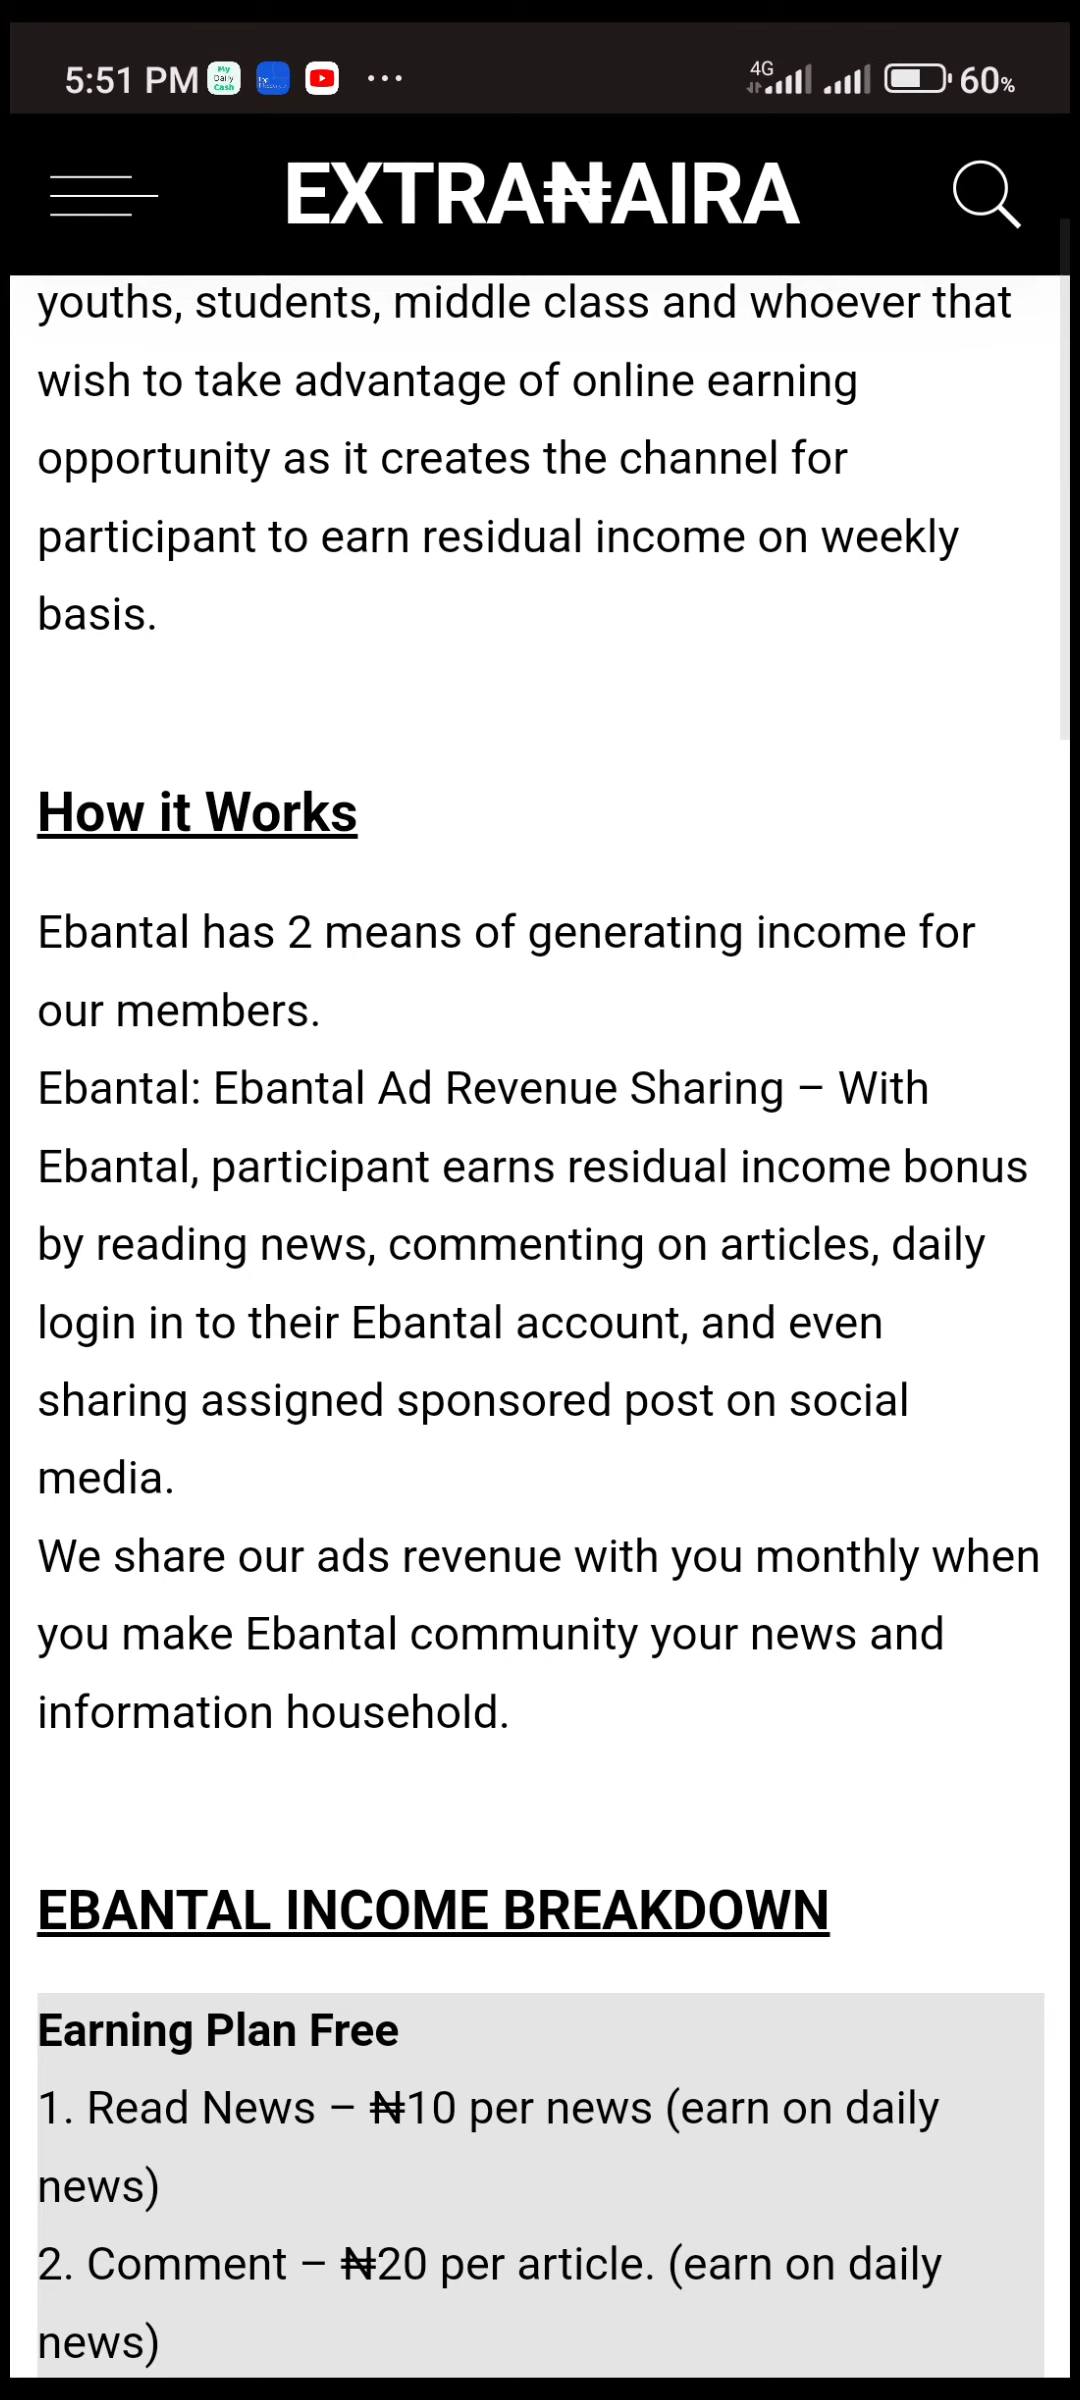 5:51 PM My Daily Cash ... 4G 60%
EXTRA₦AIRA
youths, students, middle class and whoever that
wish to take advantage of online earning
opportunity as it creates the channel for
participant to earn residual income on weekly
basis.
How it Works
Ebantal has 2 means of generating income for
our members.
Ebantal: Ebantal Ad Revenue Sharing – With
Ebantal, participant earns residual income bonus
by reading news, commenting on articles, daily
login in to their Ebantal account, and even
sharing assigned sponsored post on social
media.
We share our ads revenue with you monthly when
you make Ebantal community your news and
information household.
EBANTAL INCOME BREAKDOWN
Earning Plan Free
1. Read News – ₦10 per news (earn on daily
news)
2. Comment – ₦20 per article. (earn on daily
news)